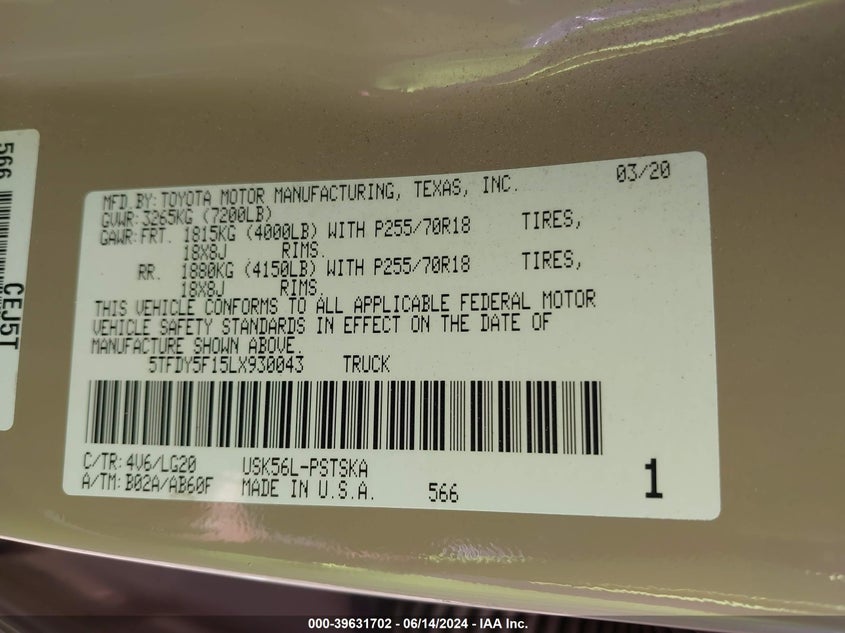 566 CEJ5T
MFD.BY: TOYOTA MOTOR MANUFACTURING, TEXAS, INC. 03/20
GVWR: 3265KG (7200LB)
GAWR: FRT. 1815KG (4000LB) WITH P255/70R18 TIRES,
18X8J RIMS.
RR. 1880KG (4150LB) WITH P255/70R18 TIRES,
18X8J RIMS.
THIS VEHICLE CONFORMS TO ALL APPLICABLE FEDERAL MOTOR
VEHICLE SAFETY STANDARDS IN EFFECT ON THE DATE OF
MANUFACTURE SHOWN ABOVE.
5TFDY5F15LX930043 TRUCK
C/TR: 4V6/LG20 USK56L-PSTSKA
A/TM: B02A/AB60F MADE IN U.S.A. 566 1
000-39631702 - 06/14/2024 - IAA Inc.